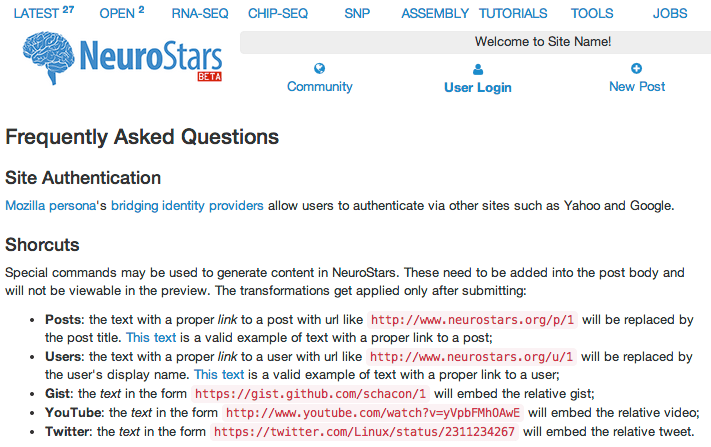 LATEST 27 OPEN 2 RNA-SEQ CHIP-SEQ SNP ASSEMBLY TUTORIALS TOOLS JOBS
NeuroStars
BETA
Welcome to Site Name!
Community User Login New Post
Frequently Asked Questions
Site Authentication
Mozilla persona's bridging identity providers allow users to authenticate via other sites such as Yahoo and Google.
Shorcuts
Special commands may be used to generate content in NeuroStars. These need to be added into the post body and
will not be viewable in the preview. The transformations get applied only after submitting:
• Posts: the text with a proper link to a post with url like http://www.neurostars.org/p/1 will be replaced by
the post title. This text is a valid example of text with a proper link to a post;
• Users: the text with a proper link to a user with url like http://www.neurostars.org/u/1 will be replaced by
the user's display name. This text is a valid example of text with a proper link to a user;
• Gist: the text in the form https://gist.github.com/schacon/1 will embed the relative gist;
• YouTube: the text in the form http://www.youtube.com/watch?v=yVpbFMhOAwE will embed the relative video;
• Twitter: the text in the form https://twitter.com/Linux/status/2311234267 will embed the relative tweet.